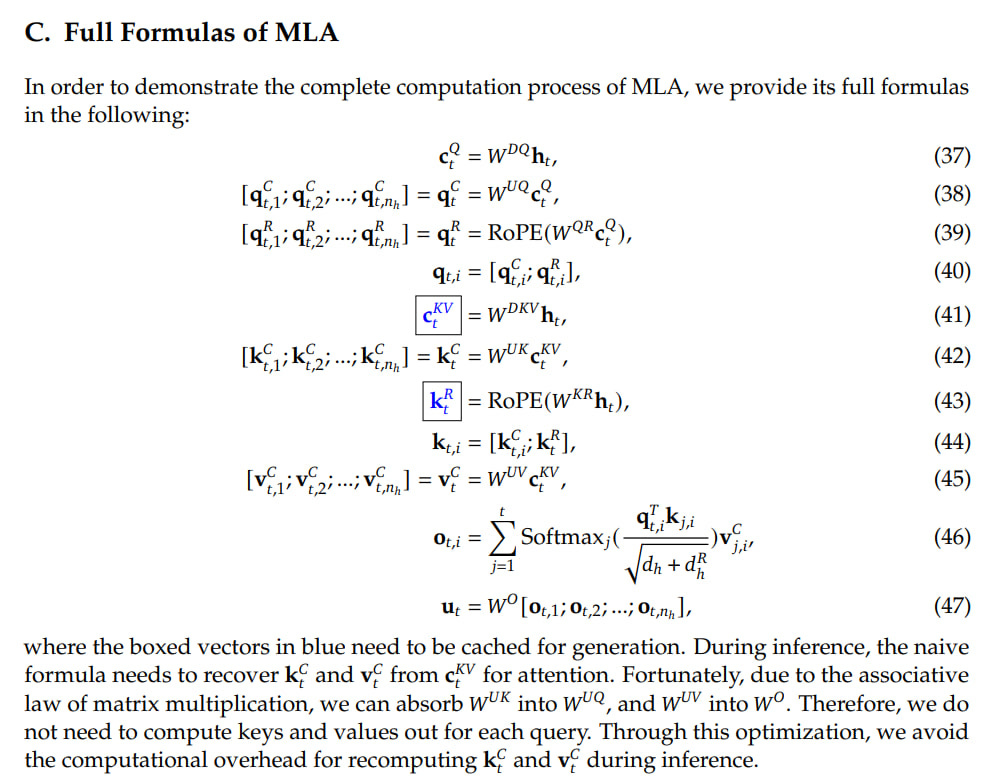 C. Full Formulas of MLA
In order to demonstrate the complete computation process of MLA, we provide its full formulas
in the following:
$\mathbf{c}_t^Q = W^{DQ}\mathbf{h}_t,$ (37)
$[\mathbf{q}_{t,1}^C; \mathbf{q}_{t,2}^C; ...; \mathbf{q}_{t,n_h}^C] = \mathbf{q}_t^C = W^{UQ}\mathbf{c}_t^Q,$ (38)
$[\mathbf{q}_{t,1}^R; \mathbf{q}_{t,2}^R; ...; \mathbf{q}_{t,n_h}^R] = \mathbf{q}_t^R = \text{RoPE}(W^{QR}\mathbf{c}_t^Q),$ (39)
$\mathbf{q}_{t,i} = [\mathbf{q}_{t,i}^C; \mathbf{q}_{t,i}^R],$ (40)
$\boxed{\mathbf{c}_t^{KV}} = W^{DKV}\mathbf{h}_t,$ (41)
$[\mathbf{k}_{t,1}^C; \mathbf{k}_{t,2}^C; ...; \mathbf{k}_{t,n_h}^C] = \mathbf{k}_t^C = W^{UK}\mathbf{c}_t^{KV},$ (42)
$\boxed{\mathbf{k}_t^R} = \text{RoPE}(W^{KR}\mathbf{h}_t),$ (43)
$\mathbf{k}_{t,i} = [\mathbf{k}_{t,i}^C; \mathbf{k}_t^R],$ (44)
$[\mathbf{v}_{t,1}^C; \mathbf{v}_{t,2}^C; ...; \mathbf{v}_{t,n_h}^C] = \mathbf{v}_t^C = W^{UV}\mathbf{c}_t^{KV},$ (45)
$\mathbf{o}_{t,i} = \sum_{j=1}^{t} \text{Softmax}_j(\frac{\mathbf{q}_{t,i}^T \mathbf{k}_{j,i}}{\sqrt{d_h + d_h^R}})\mathbf{v}_{j,i}^C,$ (46)
$\mathbf{u}_t = W^O[\mathbf{o}_{t,1}; \mathbf{o}_{t,2}; ...; \mathbf{o}_{t,n_h}],$ (47)
where the boxed vectors in blue need to be cached for generation. During inference, the naive
formula needs to recover $\mathbf{k}_t^C$ and $\mathbf{v}_t^C$ from $\mathbf{c}_t^{KV}$ for attention. Fortunately, due to the associative
law of matrix multiplication, we can absorb $W^{UK}$ into $W^{UQ}$, and $W^{UV}$ into $W^O$. Therefore, we do
not need to compute keys and values out for each query. Through this optimization, we avoid
the computational overhead for recomputing $\mathbf{k}_t^C$ and $\mathbf{v}_t^C$ during inference.